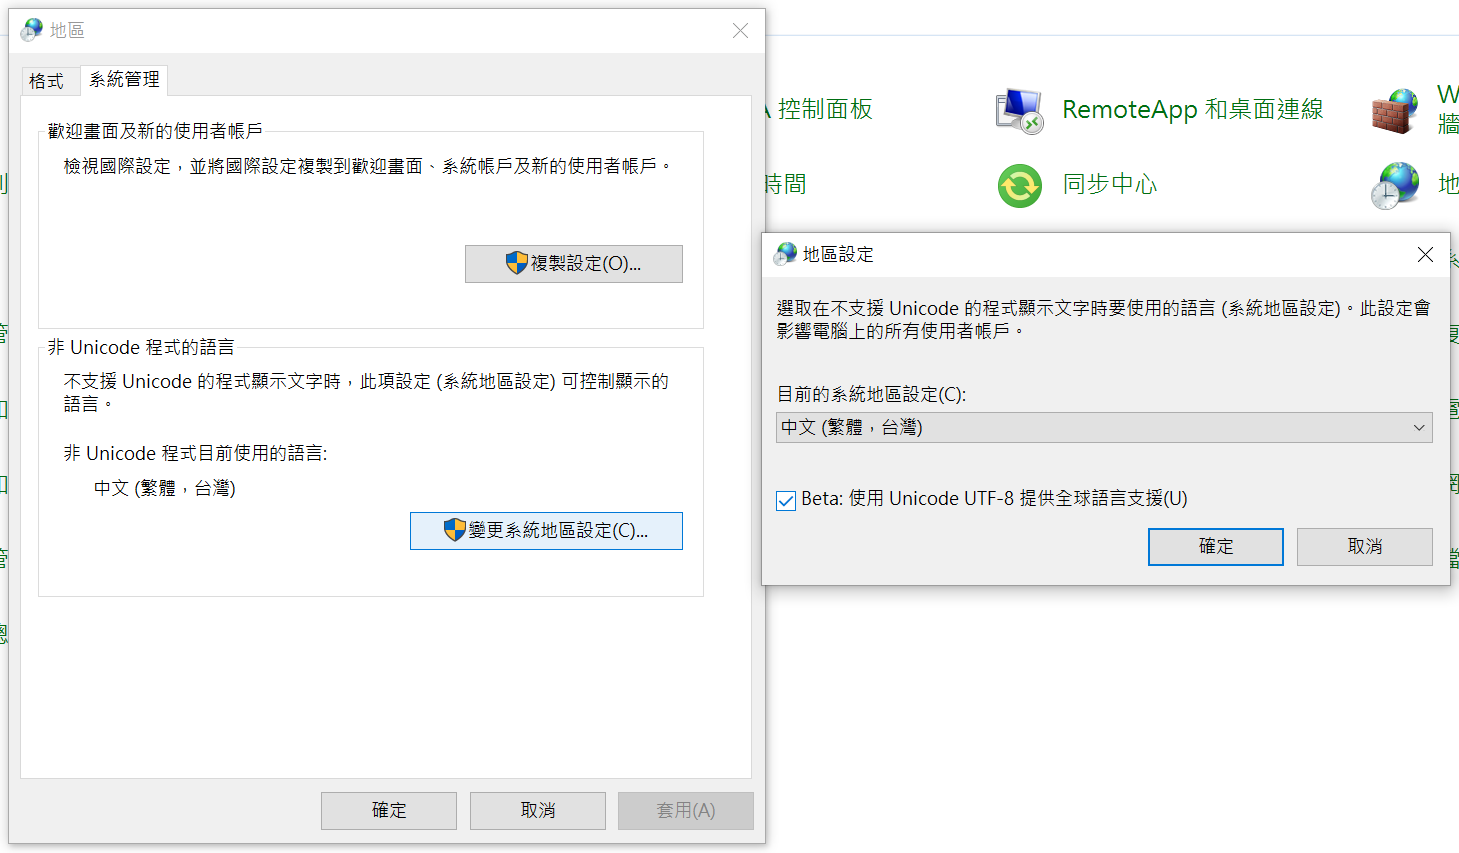 地區
格式
系統管理
歡迎畫面及新的使用者帳戶
檢視國際設定，並將國際設定複製到歡迎畫面、系統帳戶及新的使用者帳戶。
複製設定(O)...
非 Unicode 程式的語言
不支援 Unicode 的程式顯示文字時，此項設定 (系統地區設定) 可控制顯示的
語言。
非 Unicode 程式目前使用的語言:
中文 (繁體，台灣)
變更系統地區設定(C)...
確定
取消
套用(A)
控制面板
RemoteApp 和桌面連線
W
牆
時間
同步中心
地
地區設定
選取在不支援 Unicode 的程式顯示文字時要使用的語言 (系統地區設定)。此設定會
影響電腦上的所有使用者帳戶。
目前的系統地區設定(C):
中文 (繁體，台灣)
Beta: 使用 Unicode UTF-8 提供全球語言支援(U)
確定
取消